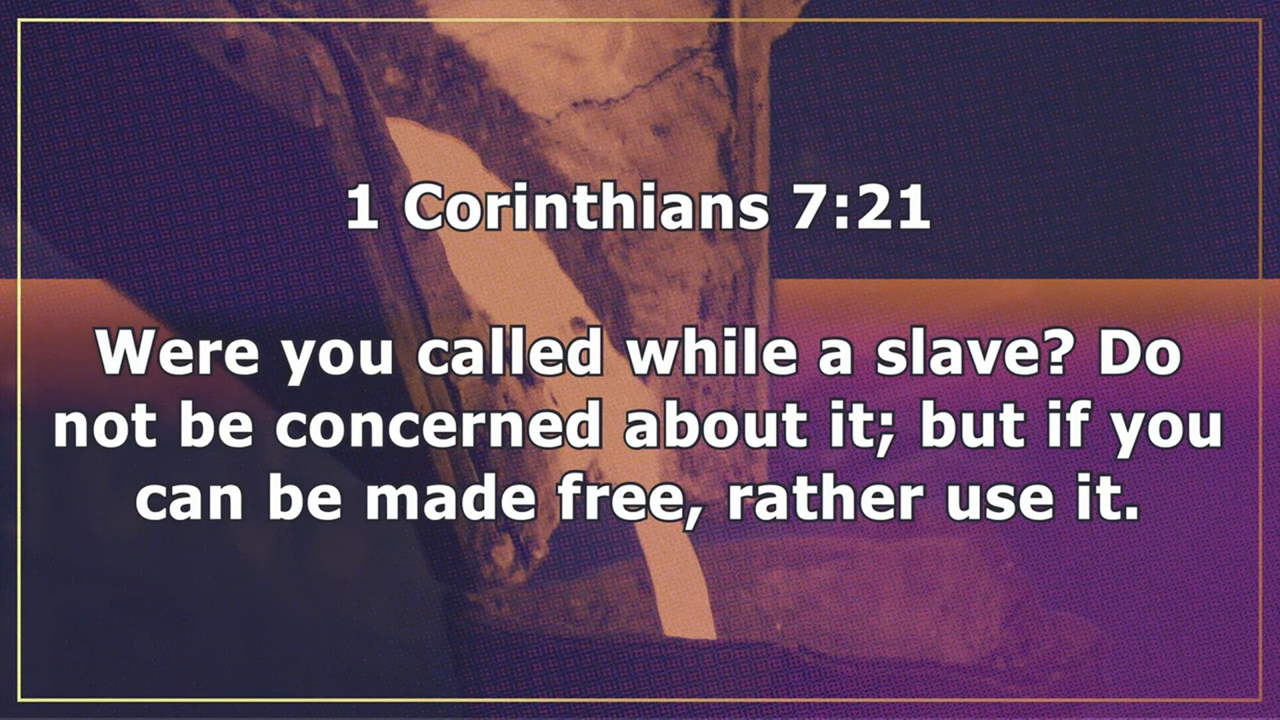 1 Corinthians 7:21
Were you called while a slave? Do
not be concerned about it; but if you
can be made free, rather use it.